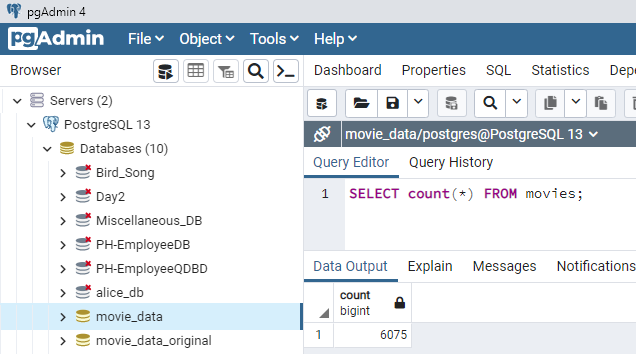 pgAdmin 4
pgAdmin File Object Tools Help
Browser Dashboard Properties SQL Statistics
Servers (2)
PostgreSQL 13 movie_data/postgres@PostgreSQL 13
Databases (10) Query Editor Query History
Bird_Song
Day2 1 SELECT count(*) FROM movies;
Miscellaneous_DB
PH-EmployeeDB
PH-EmployeeQDBD Data Output Explain Messages Notifications
alice_db count
movie_data bigint
movie_data_original 1 6075